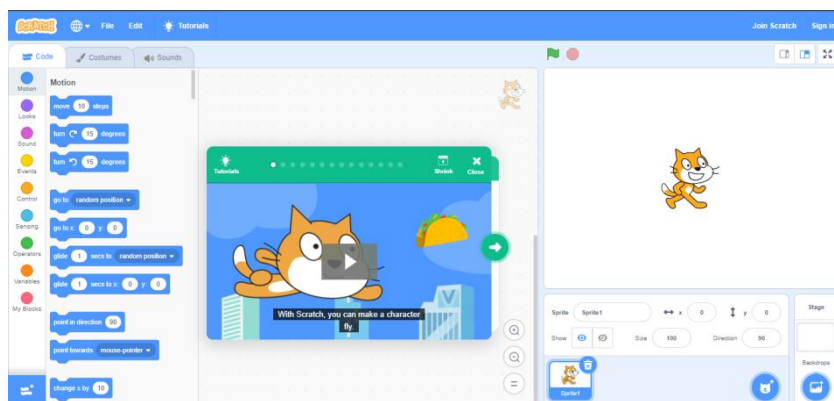 SCRATCH File Edit Tutorials Join Scratch Sign in
Code Costumes Sounds
Motion
Looks
Sound
Events
Control
Sensing
Operators
Variables
My Blocks
Motion
move 10 steps
turn 15 degrees
turn 15 degrees
go to random position
go to x: 0 y: 0
glide 1 secs to random position
glide 1 secs to x: 0 y: 0
point in direction 90
point towards mouse-pointer
change x by 10
Tutorials Shrink Close
With Scratch, you can make a character
fly.
Sprite Sprite1 x 0 y 0
Show Size 100 Direction 90
Sprite1
Stage
Backdrops